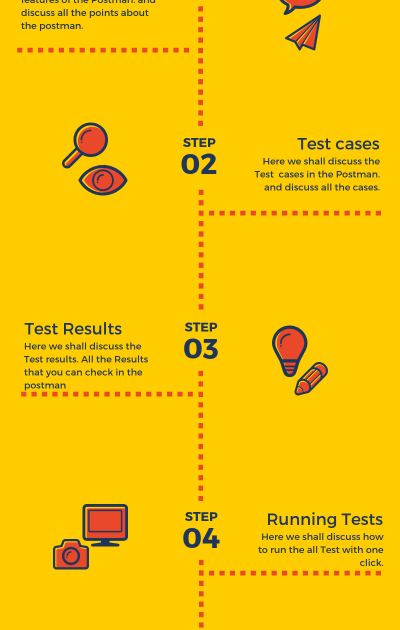 features of the Postman. and
discuss all the points about
the postman.
STEP
02
Test cases
Here we shall discuss the
Test cases in the Postman.
and discuss all the cases.
Test Results
Here we shall discuss the
Test results. All the Results
that you can check in the
postman
STEP
03
STEP
04
Running Tests
Here we shall discuss how
to run the all Test with one
click.